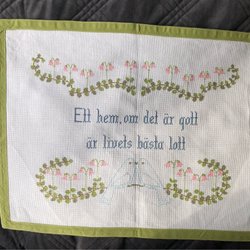 Ett hem, om det är gott
är livets bästa lott